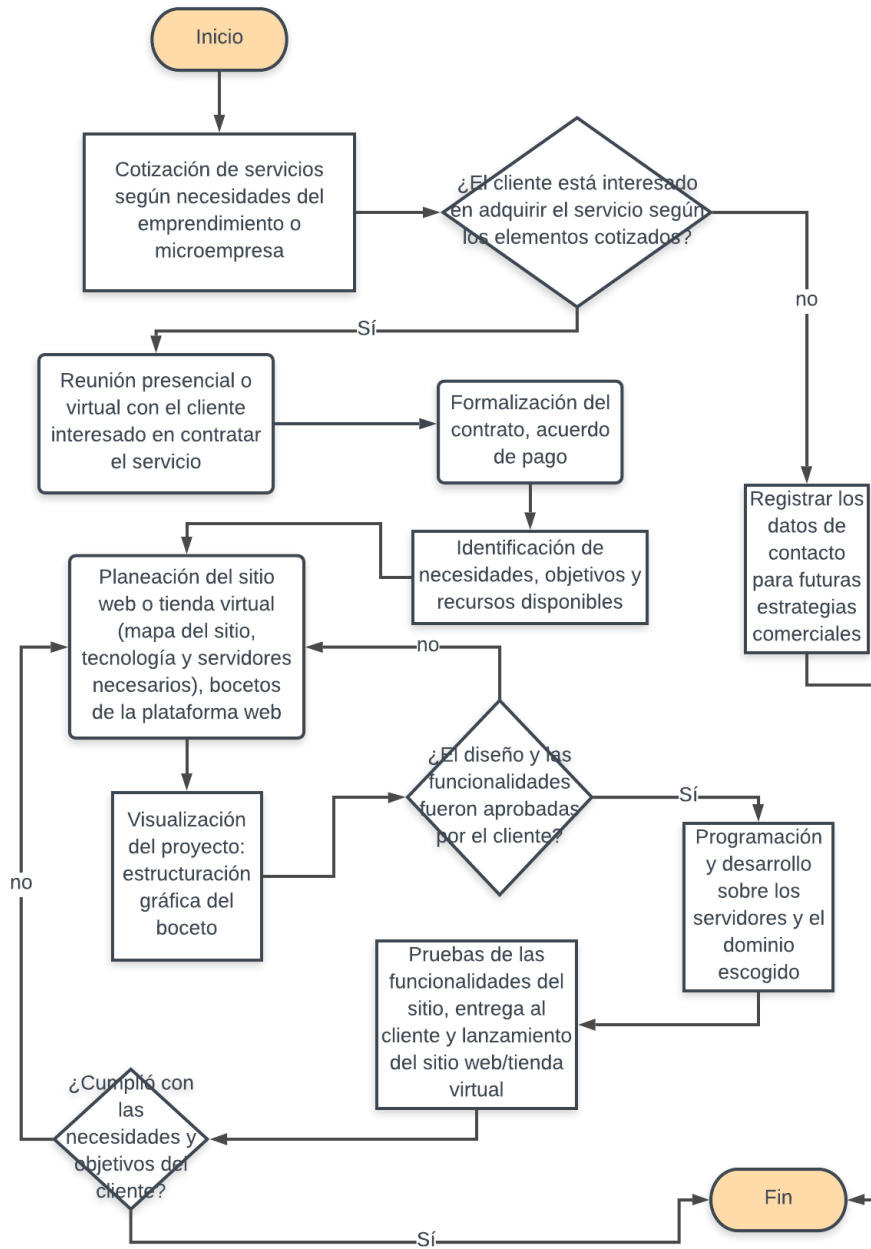 Inicio
Cotización de servicios
según necesidades del
emprendimiento o
microempresa
¿El cliente está interesado
en adquirir el servicio según
los elementos cotizados?
no
Sí
Reunión presencial o
virtual con el cliente
interesado en contratar
el servicio
Formalización del
contrato, acuerdo
de pago
Registrar los
datos de
contacto
para futuras
estrategias
comerciales
Identificación de
necesidades, objetivos y
recursos disponibles
Planeación del sitio
web o tienda virtual
(mapa del sitio,
tecnología y servidores
necesarios), bocetos
de la plataforma web
no
¿El diseño y las
funcionalidades
fueron aprobadas
por el cliente?
Sí
Visualización
del proyecto:
estructuración
gráfica del
boceto
Programación
y desarrollo
sobre los
servidores y el
dominio
escogido
no
Pruebas de las
funcionalidades del
sitio, entrega al
cliente y lanzamiento
del sitio web/tienda
virtual
¿Cumplió con
las
necesidades y
objetivos del
cliente?
Sí
Fin